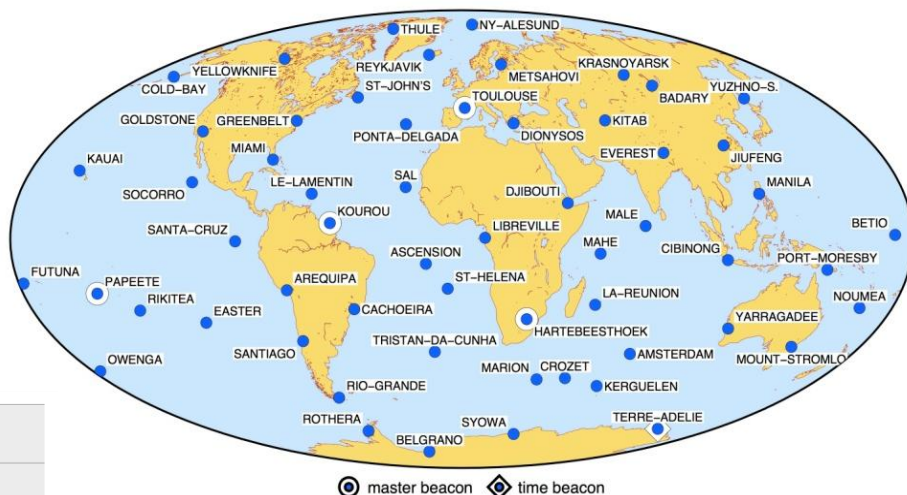 THULE
NY-ALESUND
REYKJAVIK
METSAHOVI
KRASNOYARSK
YELLOWKNIFE
COLD-BAY
ST-JOHN'S
TOULOUSE
BADARY
YUZHNO-S.
GOLDSTONE
GREENBELT
PONTA-DELGADA
DIONYSOS
KITAB
MIAMI
EVEREST
JIUFENG
KAUAI
SOCORRO
LE-LAMENTIN
SAL
DJIBOUTI
MANILA
KOUROU
SANTA-CRUZ
LIBREVILLE
MALE
BETIO
ASCENSION
MAHE
CIBINONG
PORT-MORESBY
FUTUNA
PAPEETE
AREQUIPA
ST-HELENA
RIKITEA
EASTER
CACHOEIRA
LA-REUNION
NOUMEA
HARTEBEESTHOEK
YARRAGADEE
SANTIAGO
TRISTAN-DA-CUNHA
AMSTERDAM
MOUNT-STROMLO
OWENGA
MARION
CROZET
KERGUELEN
RIO-GRANDE
ROTHERA
SYOWA
TERRE-ADELIE
BELGRANO
master beacon
time beacon